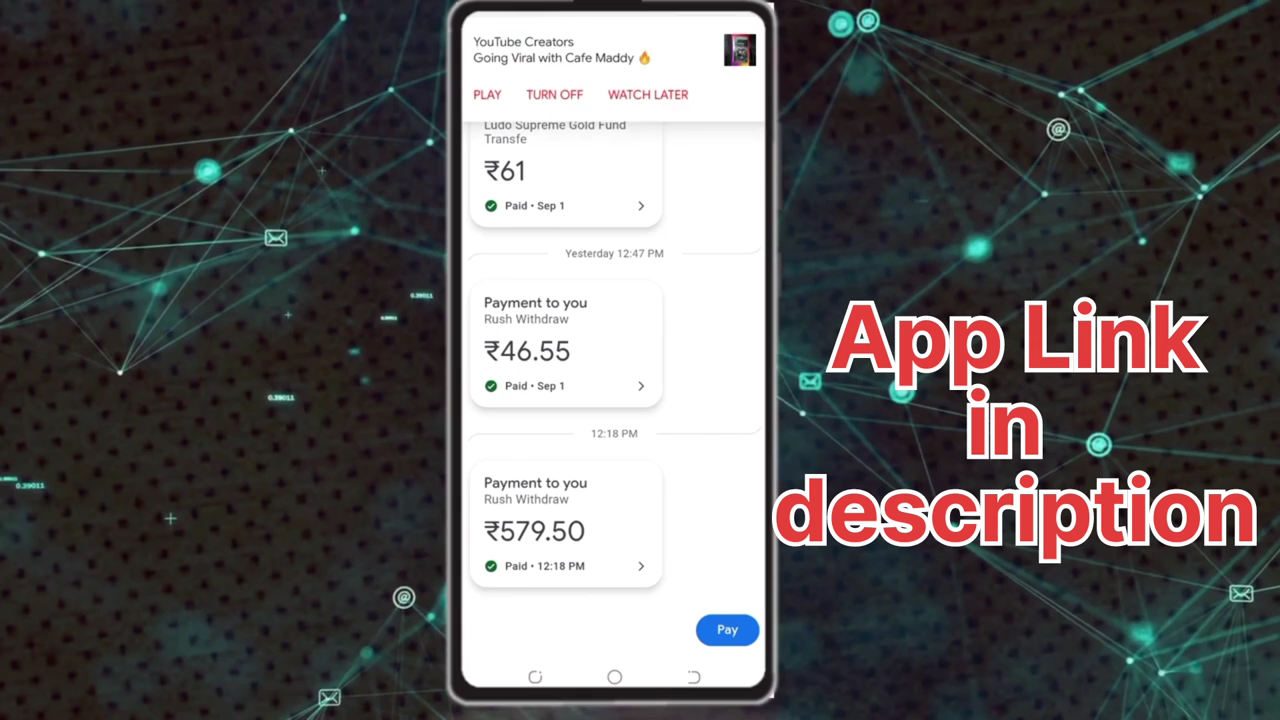 YouTube Creators
Going Viral with Cafe Maddy 🔥
PLAY TURN OFF WATCH LATER
Ludo Supreme Gold Fund
Transfe
₹61
Paid • Sep 1
Yesterday 12:47 PM
Payment to you
Rush Withdraw
₹46.55
Paid • Sep 1
12:18 PM
Payment to you
Rush Withdraw
₹579.50
Paid • 12:18 PM
Pay
App Link
in
description